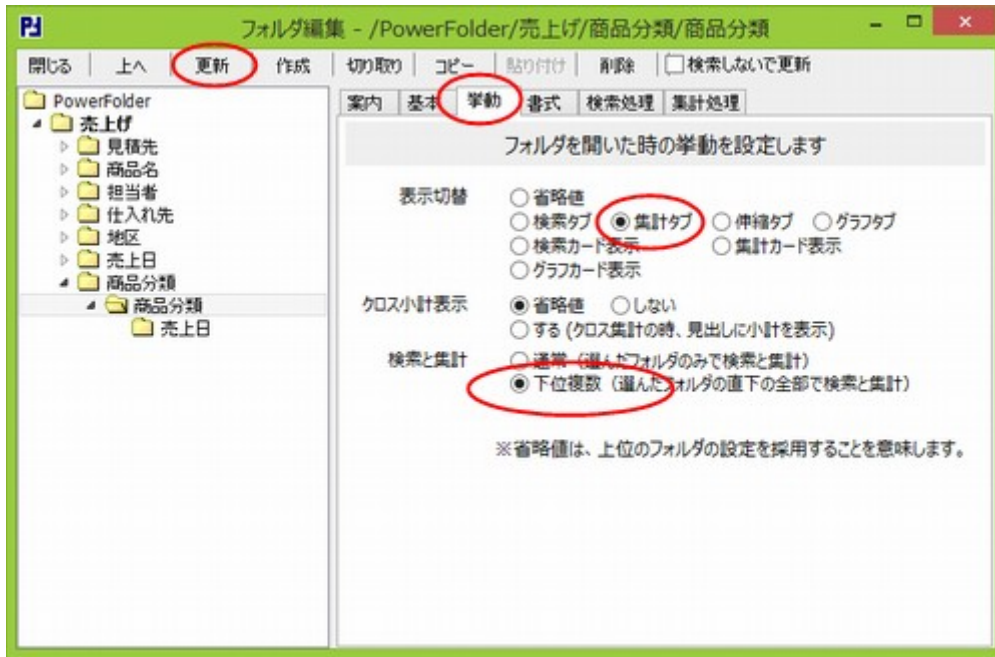 フォルダ編集 - /PowerFolder/売上げ/商品分類/商品分類
閉じる 上へ 更新 作成 切り取り コピー 貼り付け 削除 検索しないで更新
PowerFolder
売上げ
見積先
商品名
担当者
仕入れ先
地区
売上日
商品分類
商品分類
売上日
案内 基本 挙動 書式 検索処理 集計処理
フォルダを開いた時の挙動を設定します
表示切替 省略値
検索タブ 集計タブ 伸縮タブ グラフタブ
検索カード表示 集計カード表示
グラフカード表示
クロス小計表示 省略値 しない
する (クロス集計の時、見出しに小計を表示)
検索と集計 通常 (選んだフォルダのみで検索と集計)
下位複数 (選んだフォルダの直下の全部で検索と集計)
※省略値は、上位のフォルダの設定を採用することを意味します。